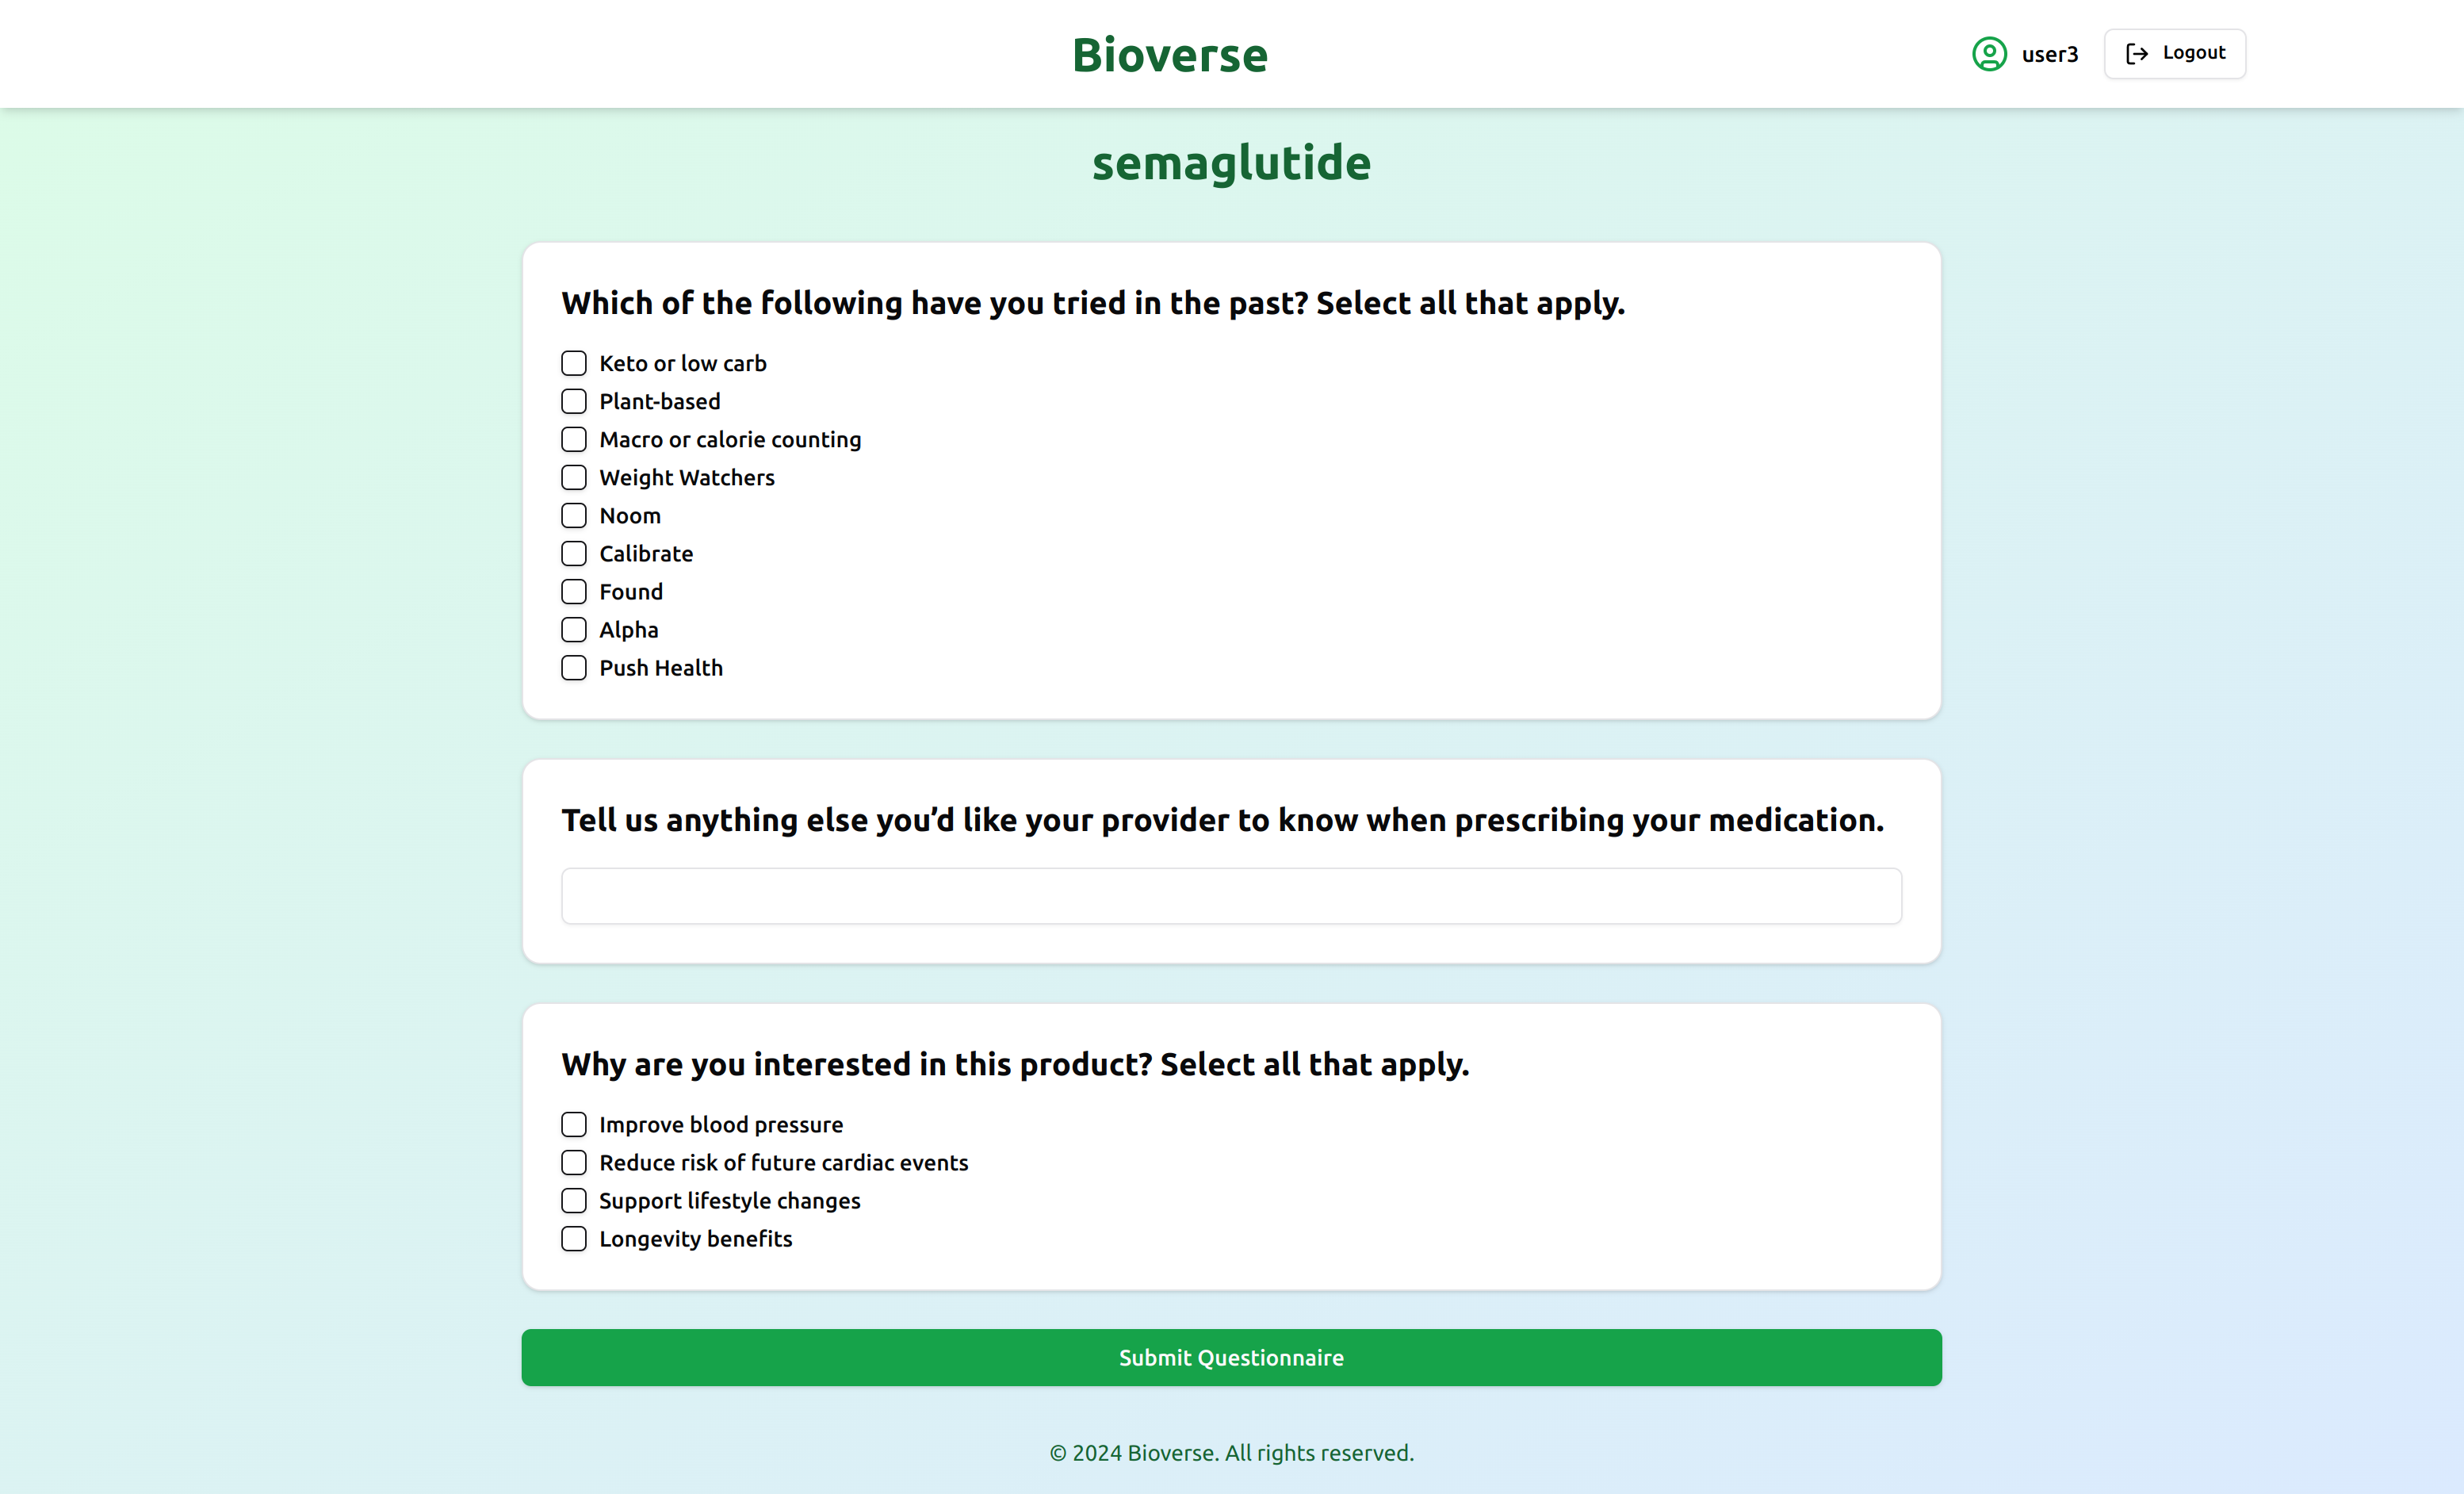 Bioverse
user3
Logout
semaglutide
Which of the following have you tried in the past? Select all that apply.
Keto or low carb
Plant-based
Macro or calorie counting
Weight Watchers
Noom
Calibrate
Found
Alpha
Push Health
Tell us anything else you’d like your provider to know when prescribing your medication.
Why are you interested in this product? Select all that apply.
Improve blood pressure
Reduce risk of future cardiac events
Support lifestyle changes
Longevity benefits
Submit Questionnaire
© 2024 Bioverse. All rights reserved.